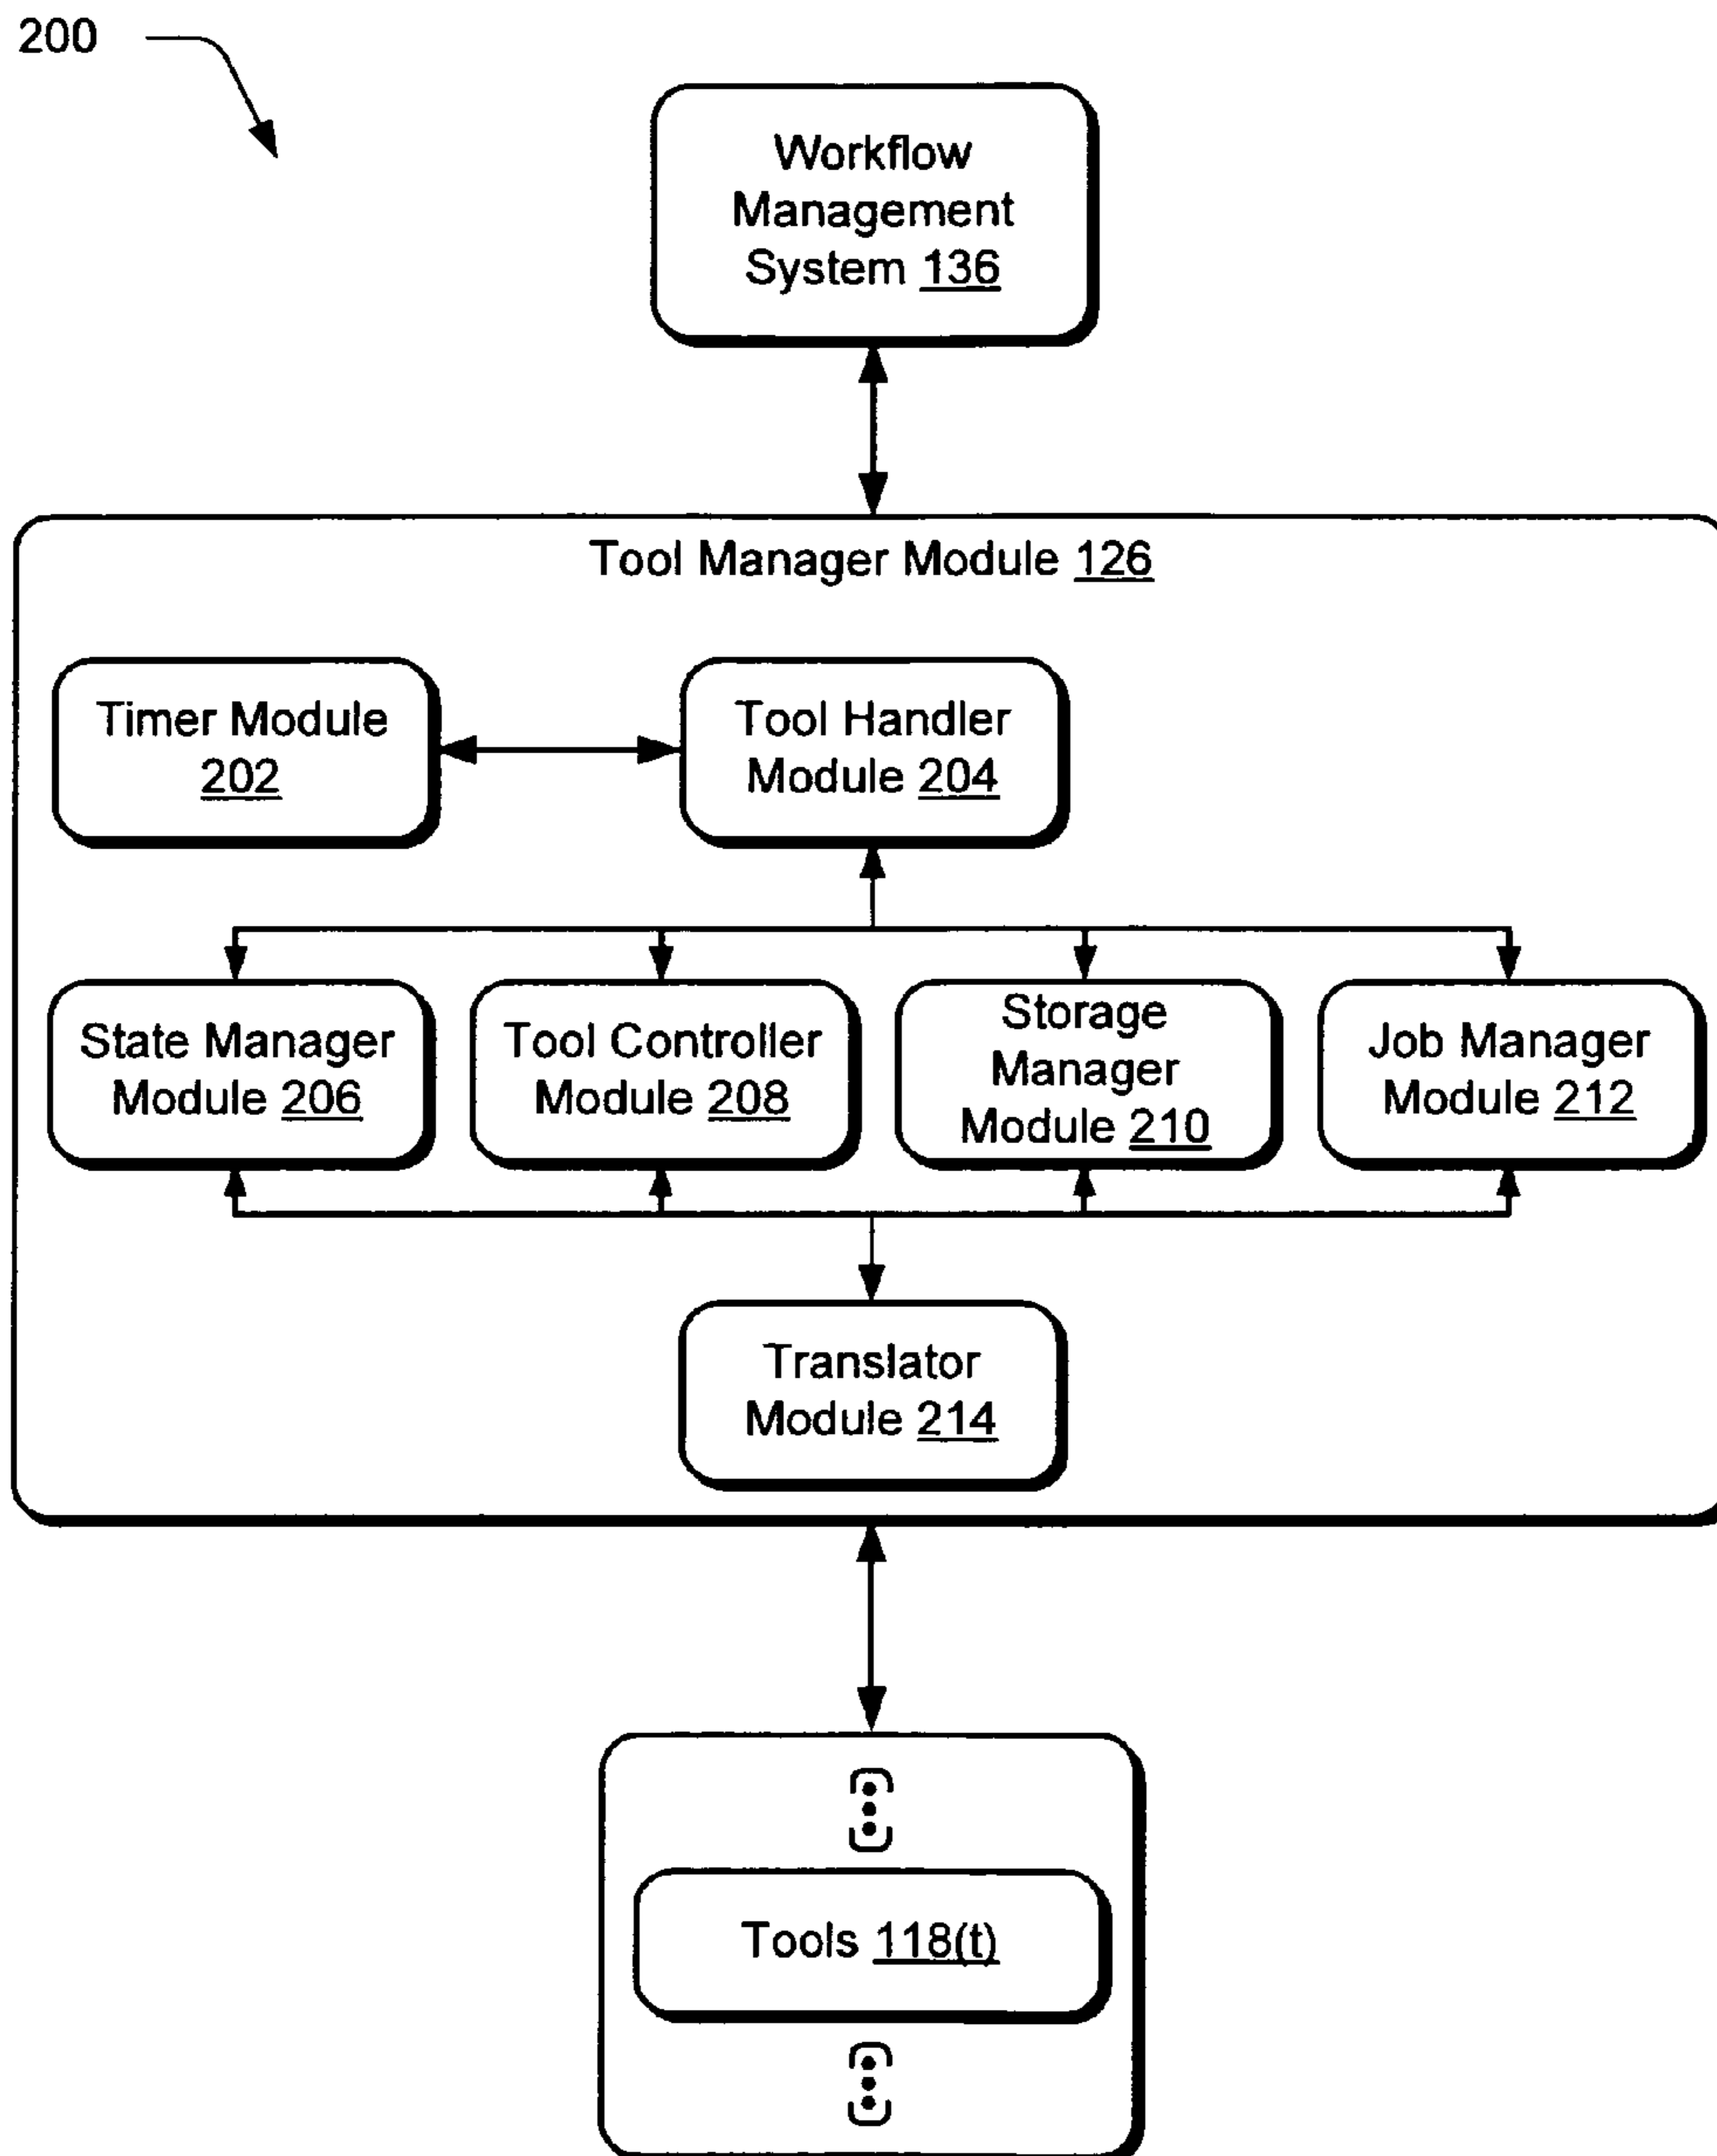 200
Workflow
Management
System 136
Tool Manager Module 126
Timer Module
202
Tool Handler
Module 204
State Manager
Module 206
Tool Controller
Module 208
Storage
Manager
Module 210
Job Manager
Module 212
Translator
Module 214
Tools 118(t)